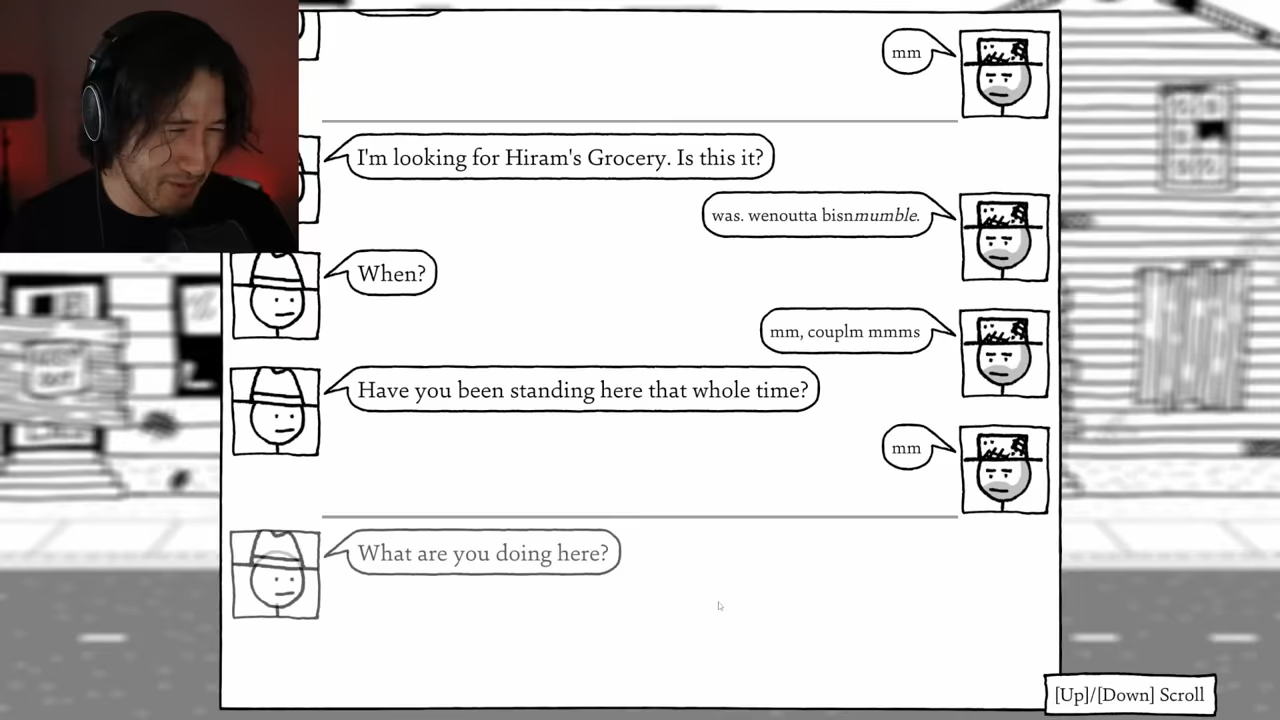 mm
I'm looking for Hiram's Grocery. Is this it?
was. wenoutta bisnmumble.
When?
mm, couplm mmms
Have you been standing here that whole time?
mm
What are you doing here?
[Up]/[Down] Scroll